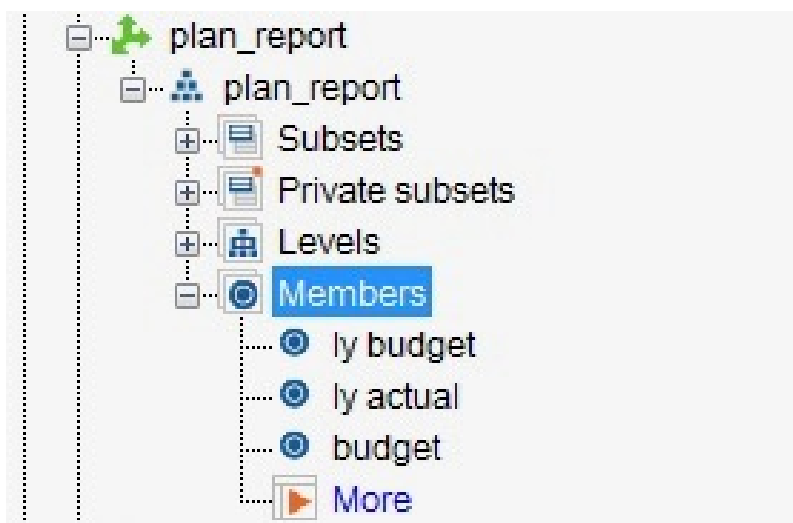 plan_report
plan_report
Subsets
Private subsets
Levels
Members
ly budget
ly actual
budget
More